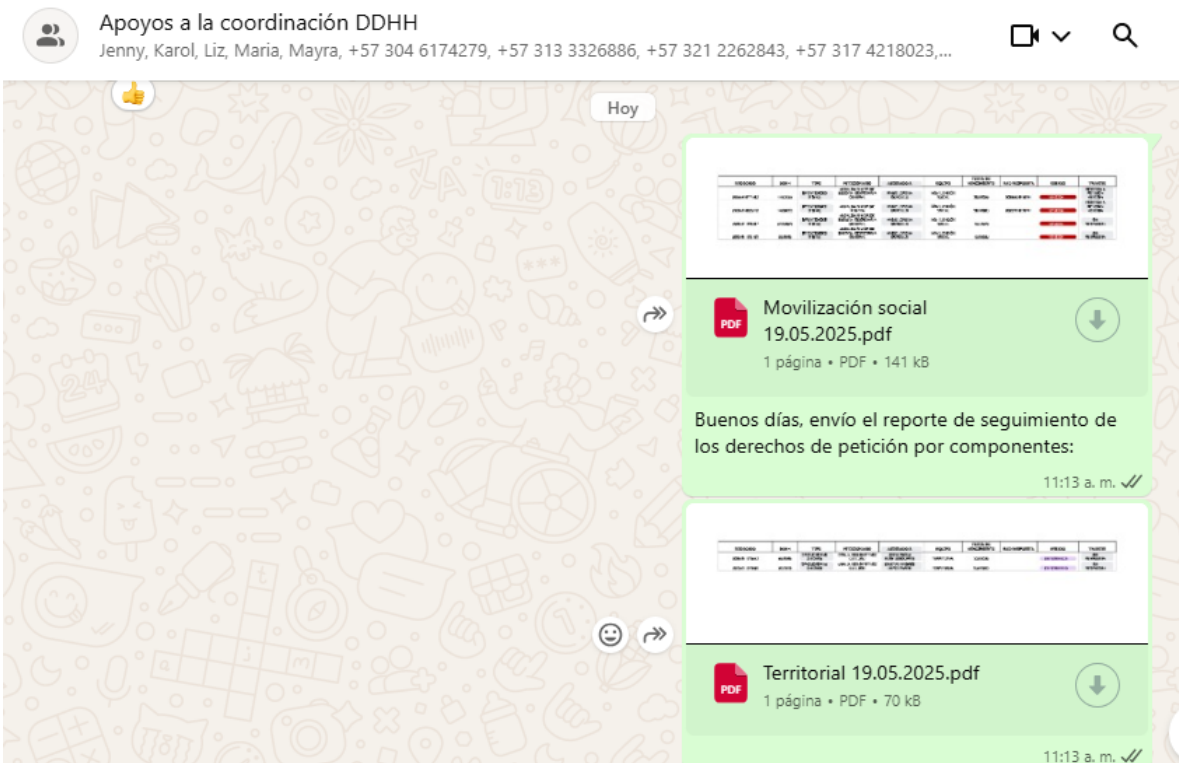 Apoyos a la coordinación DDHH
Jenny, Karol, Liz, Maria, Mayra, +57 304 6174279, +57 313 3326886, +57 321 2262843, +57 317 4218023,...
Hoy
PDF
Movilización social
19.05.2025.pdf
1 página • PDF • 141 kB
Buenos días, envío el reporte de seguimiento de
los derechos de petición por componentes:
11:13 a. m.
PDF
Territorial 19.05.2025.pdf
1 página • PDF • 70 kB
11:13 a. m.